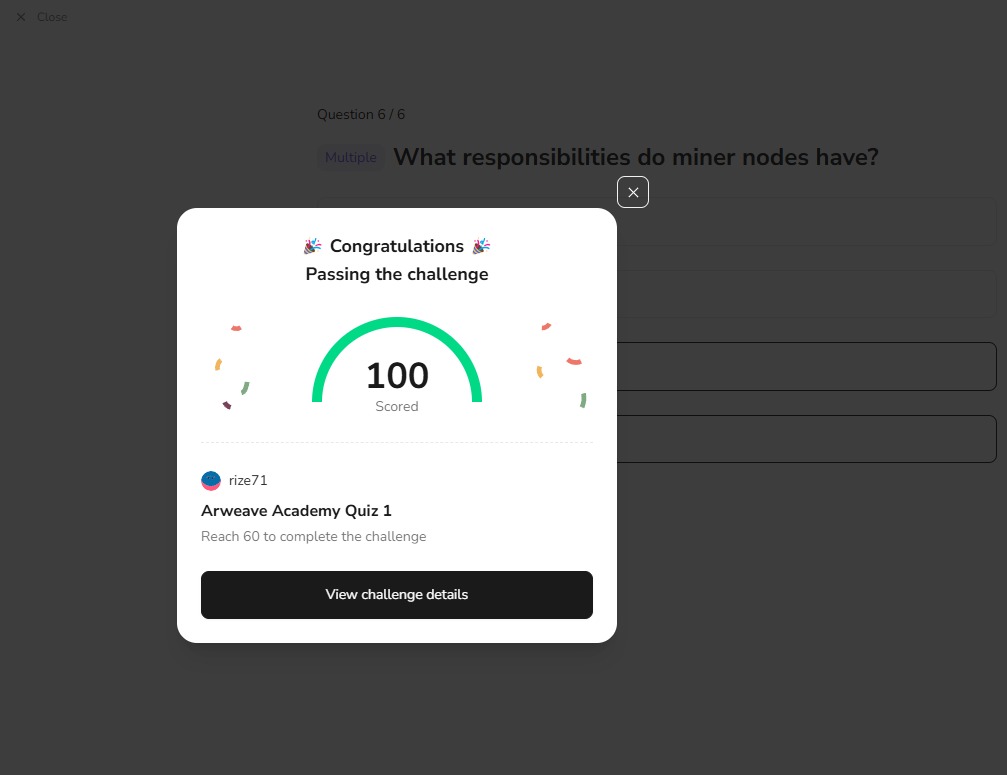 Close
Question 6 / 6
Multiple What responsibilities do miner nodes have?
Congratulations
Passing the challenge
100
Scored
rize71
Arweave Academy Quiz 1
Reach 60 to complete the challenge
View challenge details